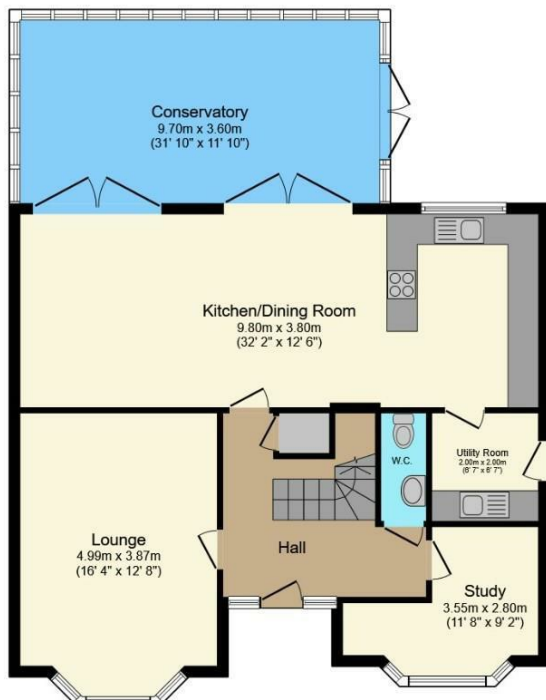 Conservatory
9.70m x 3.60m
(31' 10" x 11' 10")
Kitchen/Dining Room
9.80m x 3.80m
(32' 2" x 12' 6")
Utility Room
2.00m x 2.00m
(6' 7" x 6' 7")
W.C.
Lounge
4.99m x 3.87m
(16' 4" x 12' 8")
Hall
Study
3.55m x 2.80m
(11' 8" x 9' 2")